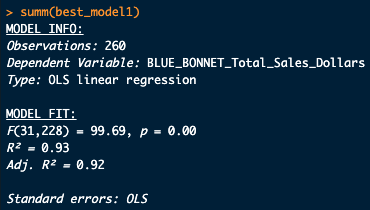 > summ(best_model1)
MODEL INFO:
Observations: 260
Dependent Variable: BLUE_BONNET_Total_Sales_Dollars
Type: OLS linear regression
MODEL FIT:
F(31,228) = 99.69, p = 0.00
R² = 0.93
Adj. R² = 0.92
Standard errors: OLS